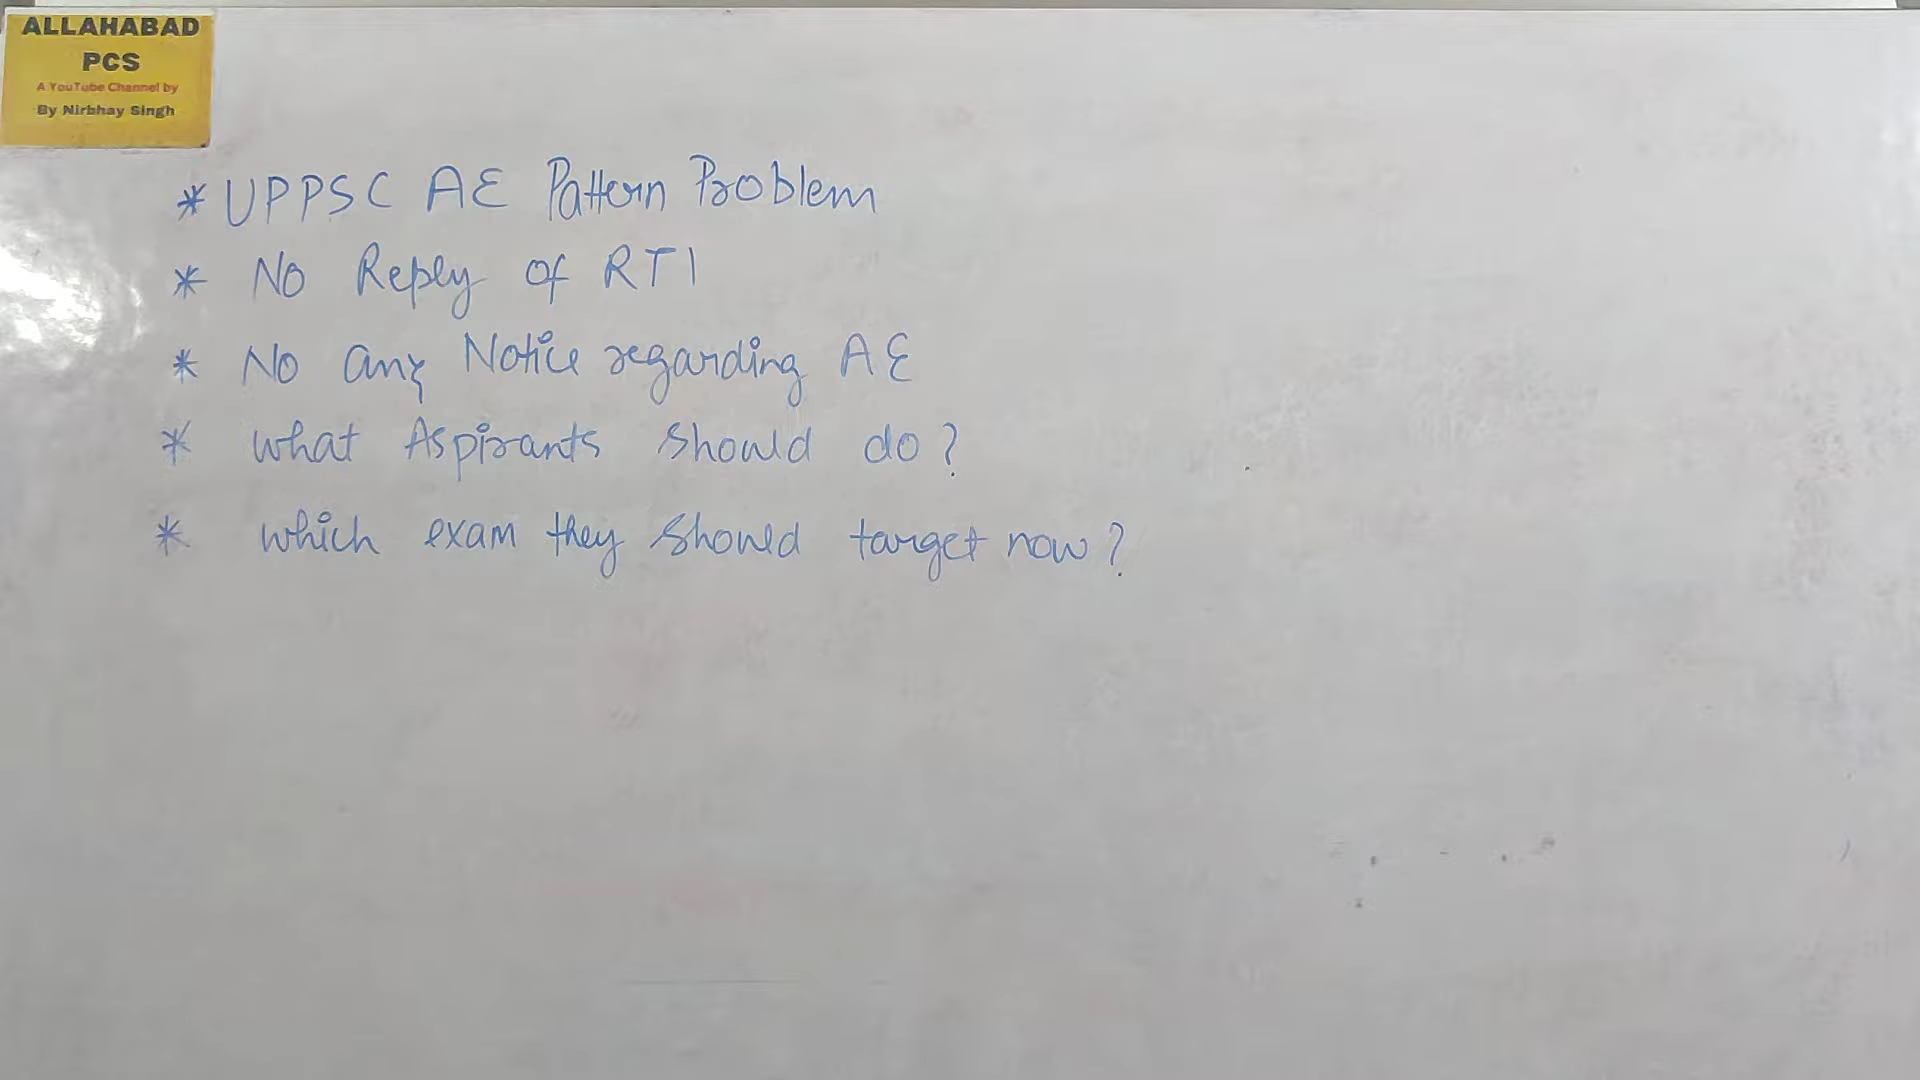 ALLAHABAD
PCS
A YouTube Channel by
By Nirbhay Singh
* UPPSC AE Pattern Problem
* No Reply of RTI
* No any Notice regarding AE
* what Aspirants should do?
* which exam they should target now?